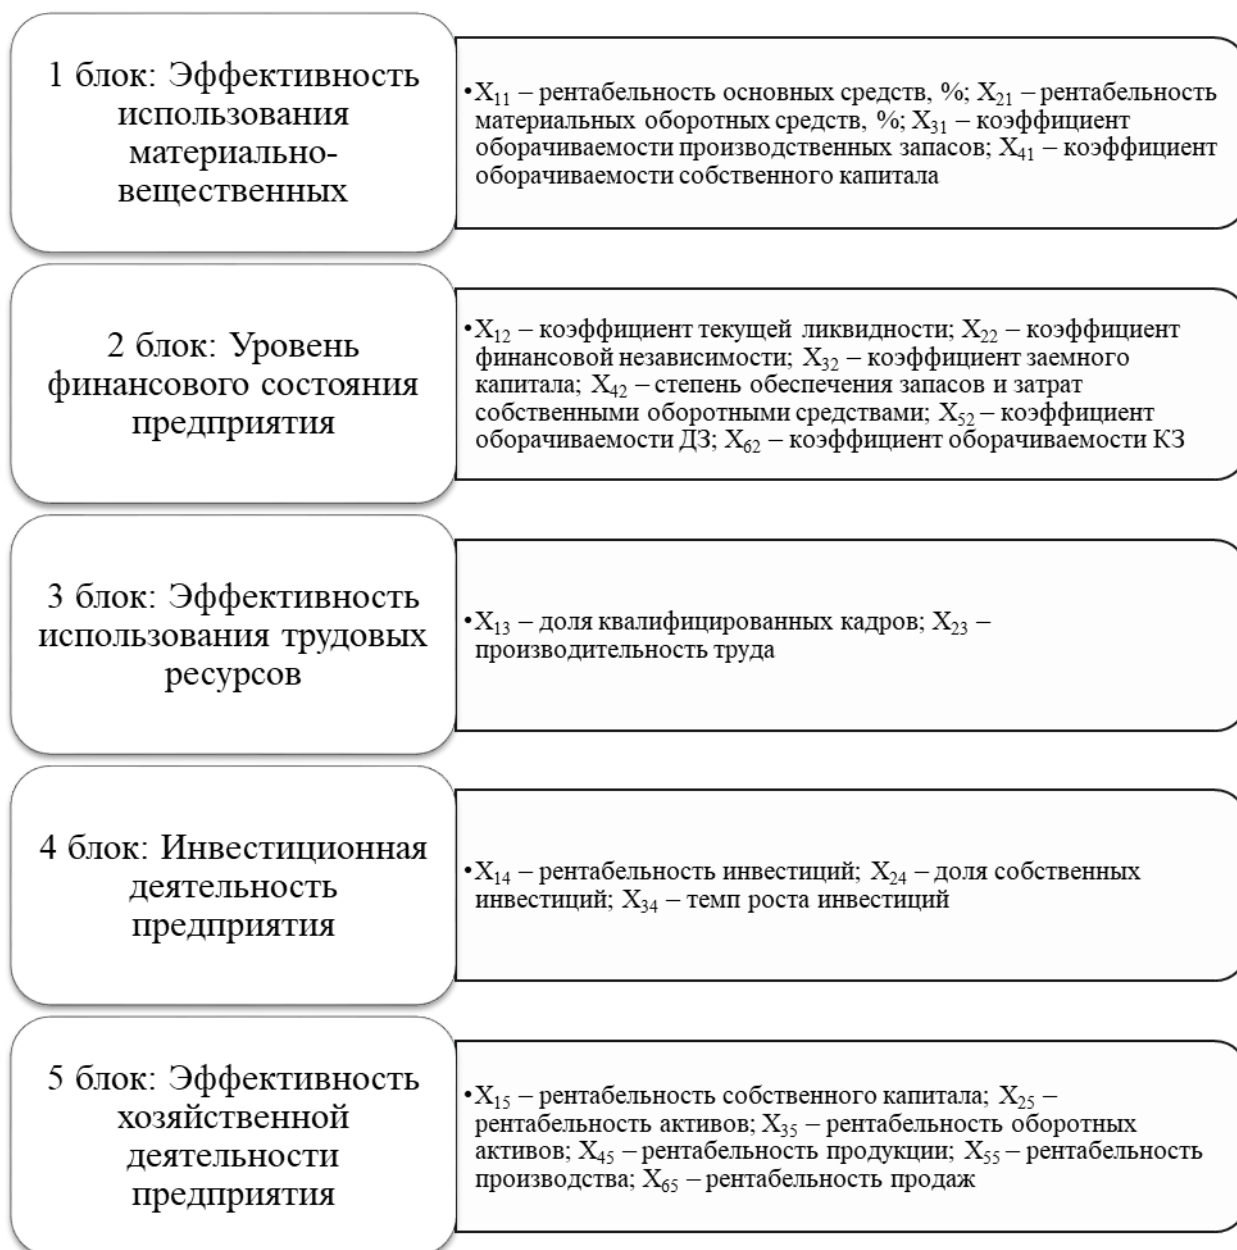 1 блок: Эффективность
использования
материально-
вещественных
•X₁₁ – рентабельность основных средств, %; X₂₁ – рентабельность
материальных оборотных средств, %; X₃₁ – коэффициент
оборачиваемости производственных запасов; X₄₁ – коэффициент
оборачиваемости собственного капитала
2 блок: Уровень
финансового состояния
предприятия
•X₁₂ – коэффициент текущей ликвидности; X₂₂ – коэффициент
финансовой независимости; X₃₂ – коэффициент заемного
капитала; X₄₂ – степень обеспечения запасов и затрат
собственными оборотными средствами; X₅₂ – коэффициент
оборачиваемости ДЗ; X₆₂ – коэффициент оборачиваемости КЗ
3 блок: Эффективность
использования трудовых
ресурсов
•X₁₃ – доля квалифицированных кадров; X₂₃ –
производительность труда
4 блок: Инвестиционная
деятельность
предприятия
•X₁₄ – рентабельность инвестиций; X₂₄ – доля собственных
инвестиций; X₃₄ – темп роста инвестиций
5 блок: Эффективность
хозяйственной
деятельности
предприятия
•X₁₅ – рентабельность собственного капитала; X₂₅ –
рентабельность активов; X₃₅ – рентабельность оборотных
активов; X₄₅ – рентабельность продукции; X₅₅ – рентабельность
производства; X₆₅ – рентабельность продаж